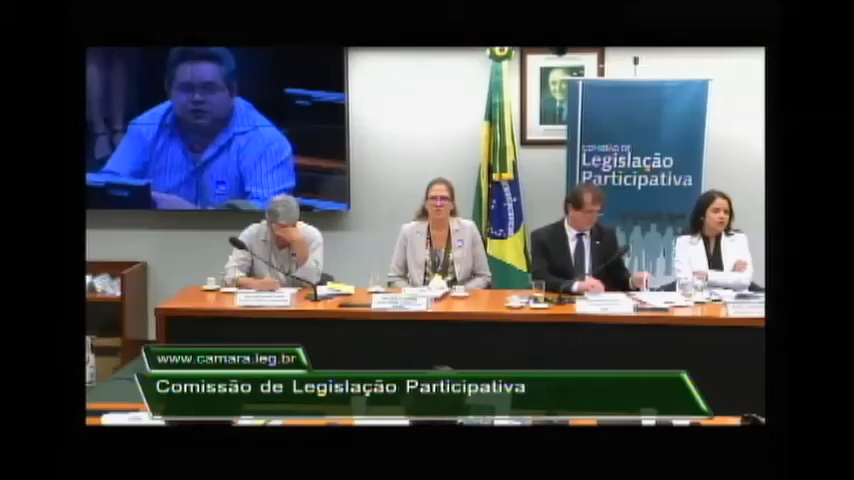 COMISSÃO DE
Legislação
Participativa
www.camara.leg.br
Comissão de Legislação Participativa